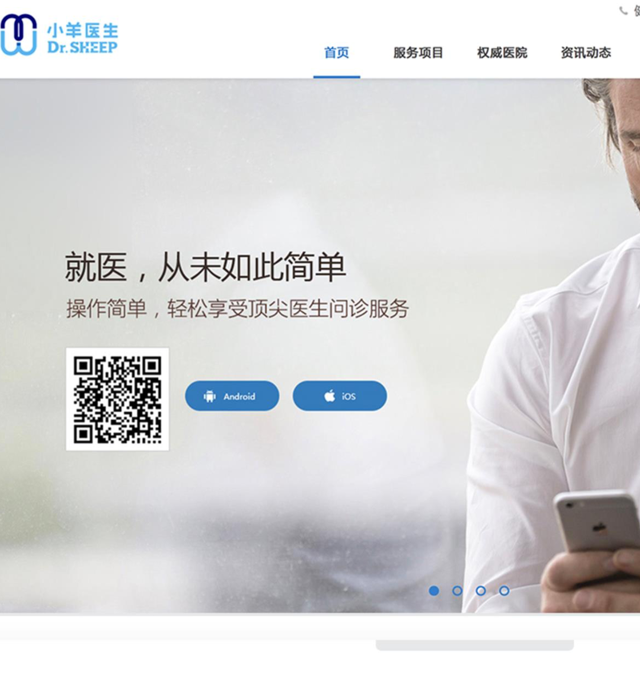 小羊医生
Dr.SHEEP
首页 服务项目 权威医院 资讯动态
就医，从未如此简单
操作简单，轻松享受顶尖医生问诊服务
Android iOS